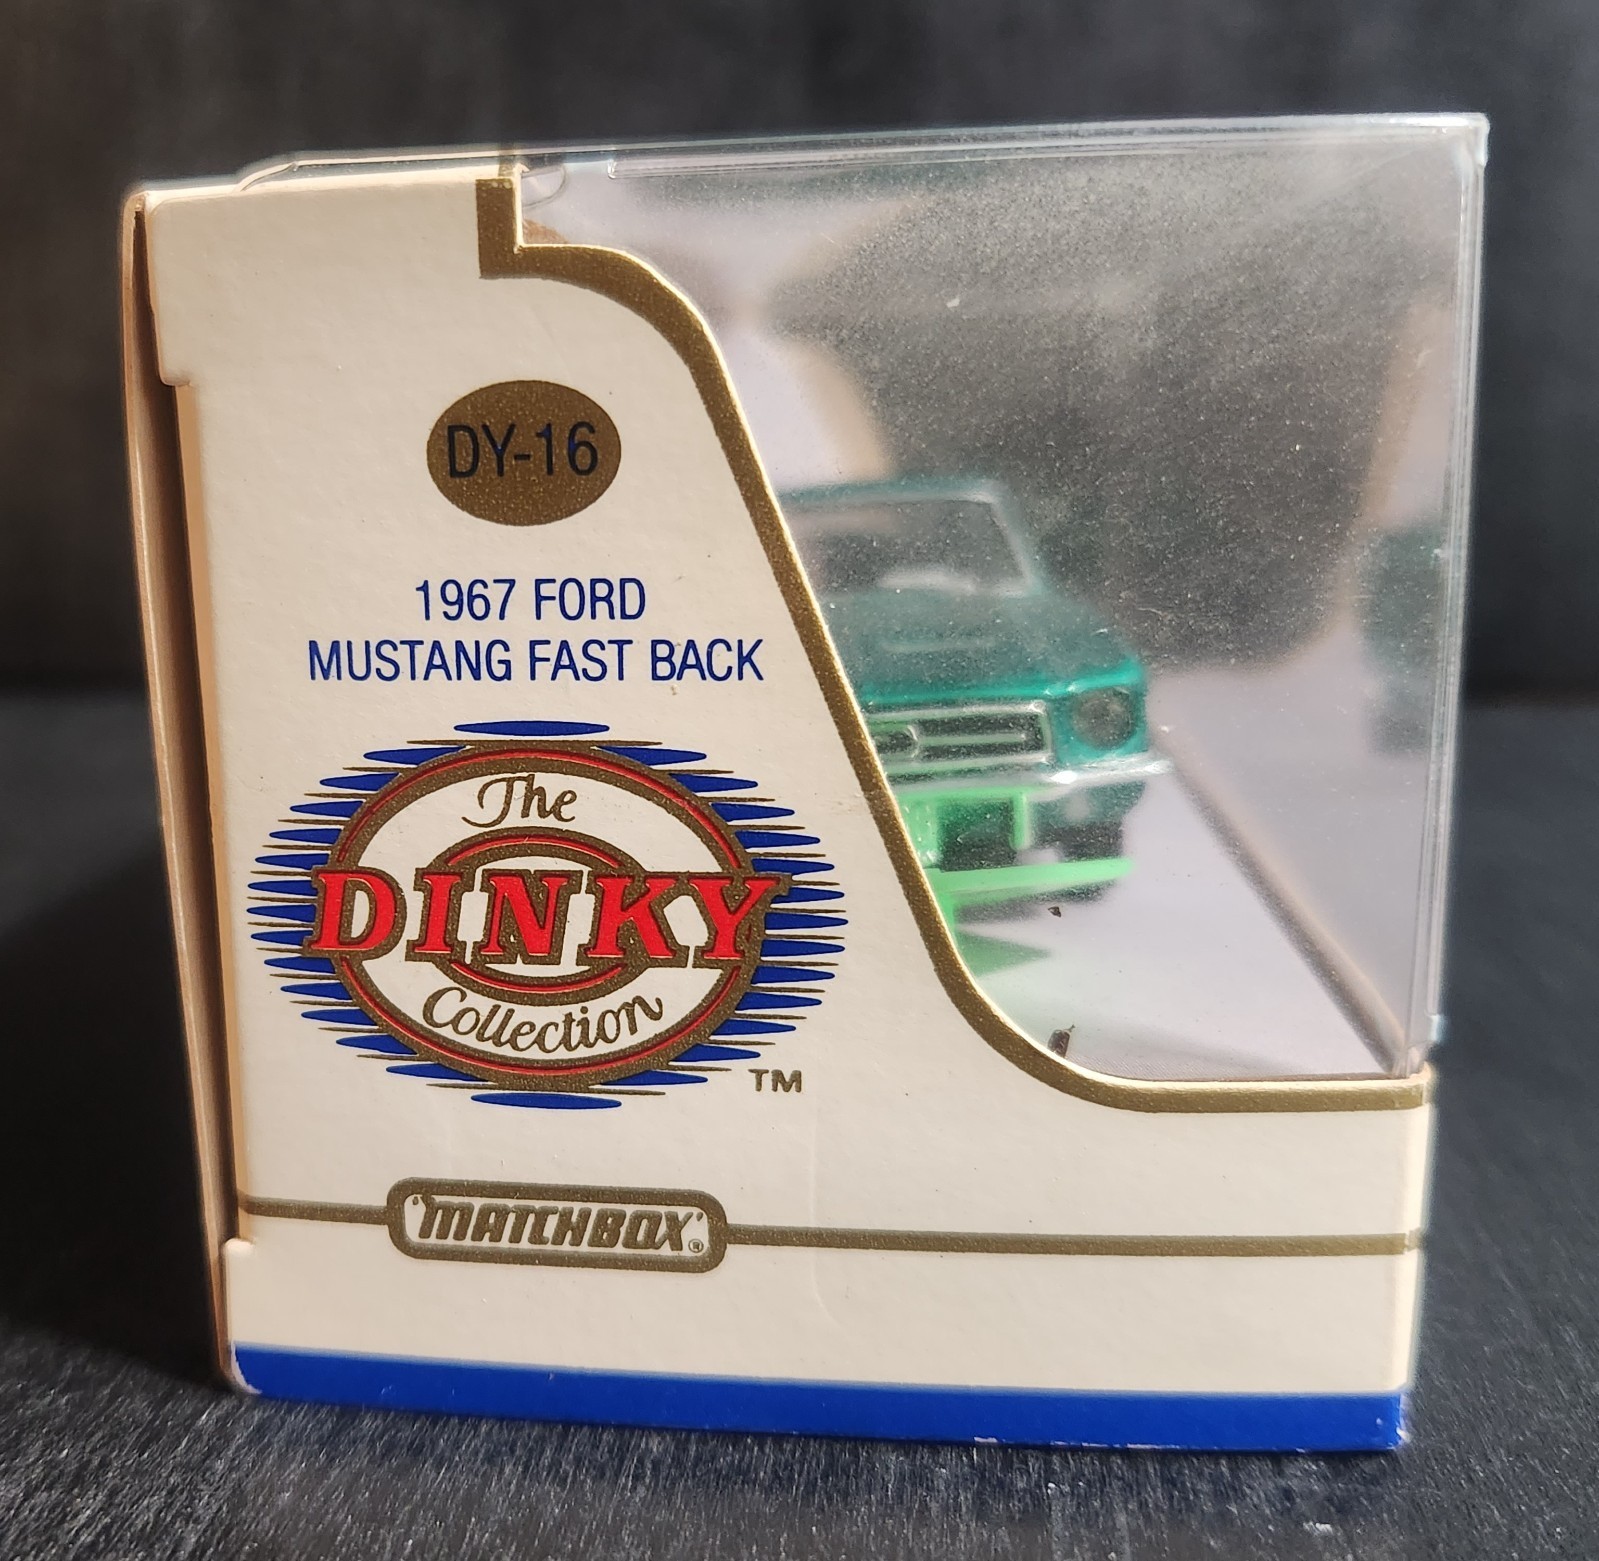 DY-16
1967 FORD
MUSTANG FAST BACK
The
DINKY
Collection
TM
"MATCHBOX"®